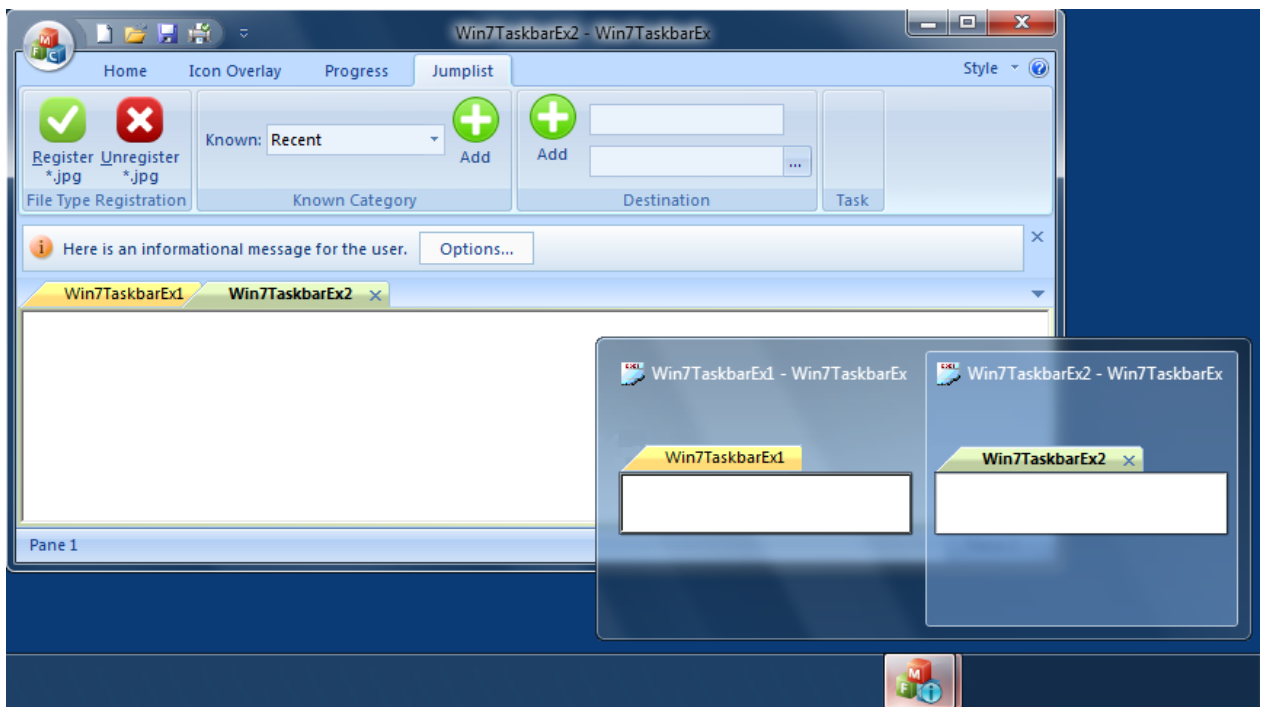 Win7TaskbarEx2 - Win7TaskbarEx
Home Icon Overlay Progress Jumplist Style
Register *.jpg
Unregister *.jpg
Known: Recent
Add
Add
...
File Type Registration Known Category Destination Task
Here is an informational message for the user. Options...
Win7TaskbarEx1 Win7TaskbarEx2
Win7TaskbarEx1 - Win7TaskbarEx Win7TaskbarEx2 - Win7TaskbarEx
Win7TaskbarEx1 Win7TaskbarEx2
Pane 1